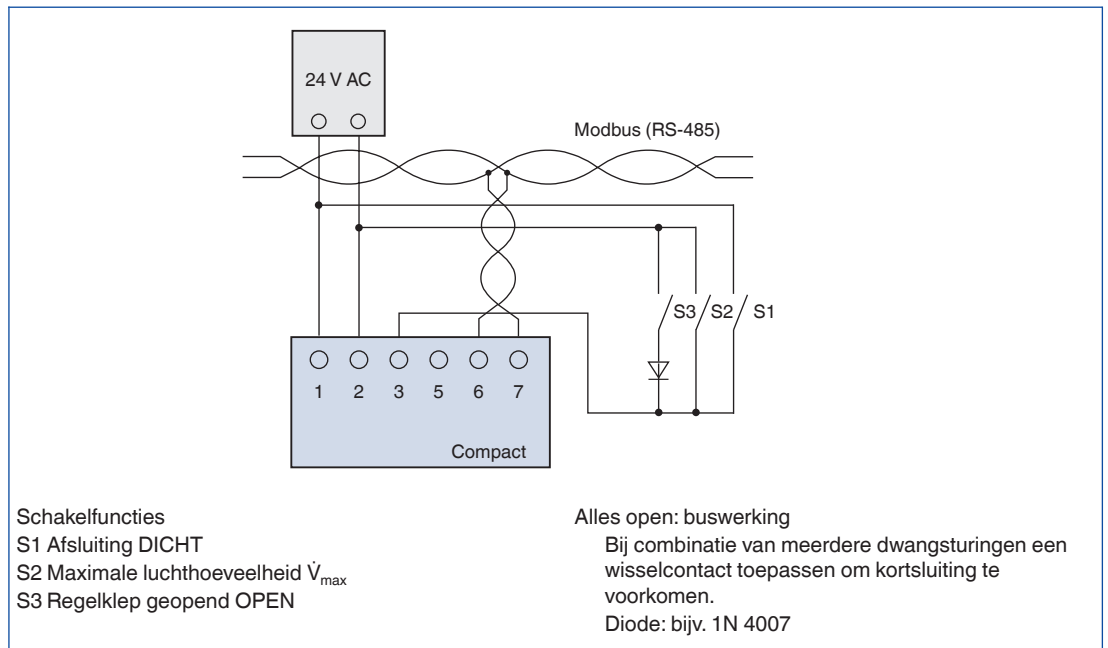 24 V AC
Modbus (RS-485)
S3
S2
S1
1
2
3
5
6
7
Compact
Schakelfuncties
S1 Afsluiting DICHT
S2 Maximale luchthoeveelheid V̇max
S3 Regelklep geopend OPEN
Alles open: buswerking
Bij combinatie van meerdere dwangsturingen een
wisselcontact toepassen om kortsluiting te
voorkomen.
Diode: bijv. 1N 4007